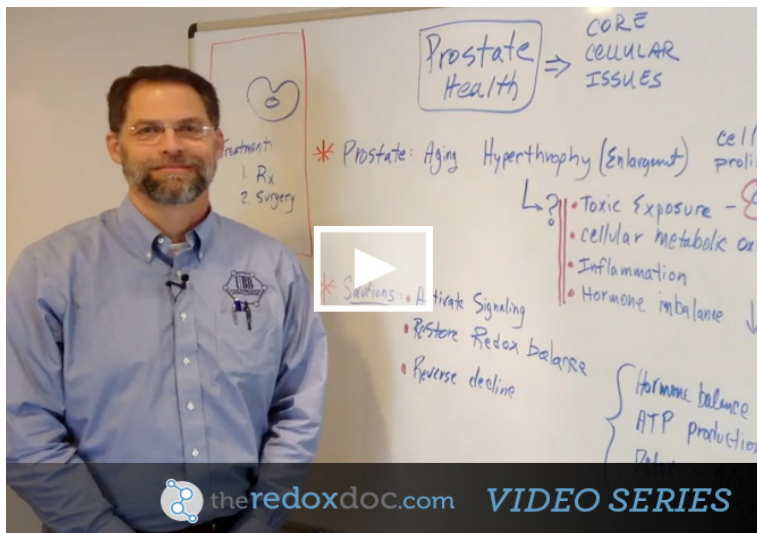 Prostate
Health
⇒
CORE
CELLULAR
ISSUES
Treatment:
1. Rx
2. Surgery
* Prostate: Aging Hyperthrophy (Enlargmnt)
cell
proli
?
• Toxic Exposure –
• cellular metabolic ox
• Inflammation
• Hormone imbalance
* Solutions: • Activate Signaling
• Restore Redox balance
• Reverse decline
Hormone balance
ATP production
theredoxdoc.com VIDEO SERIES